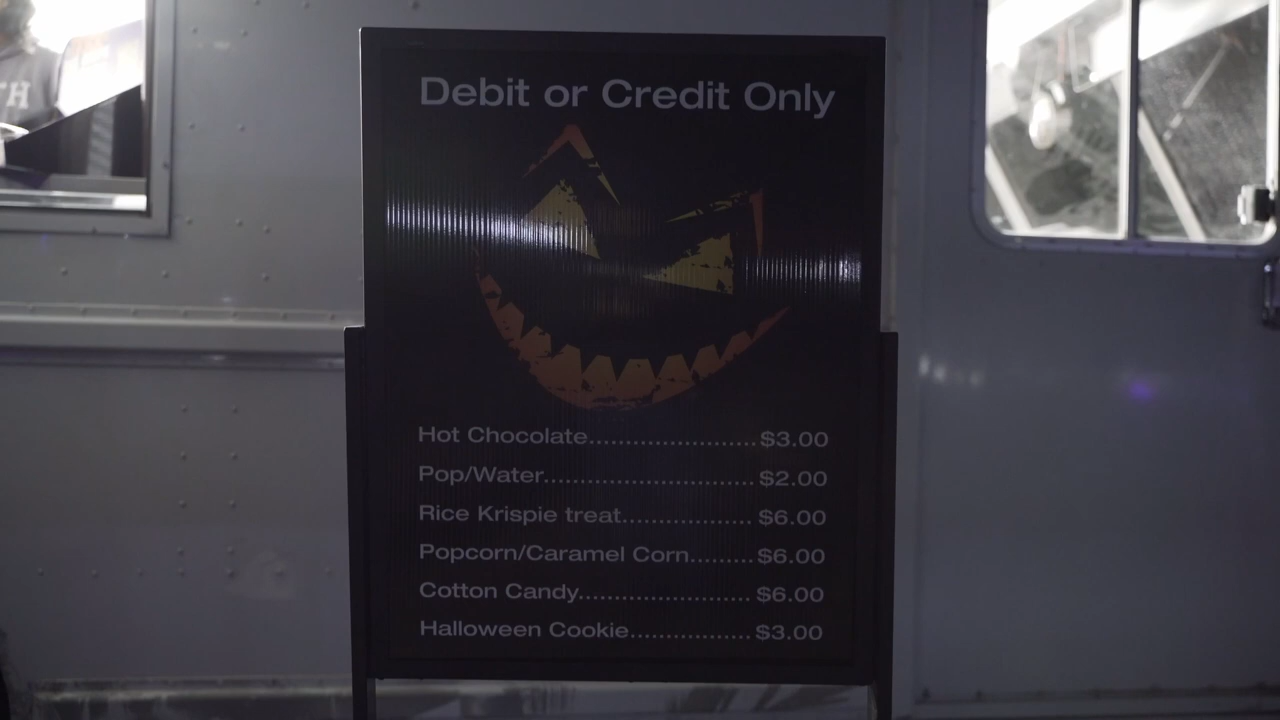 Debit or Credit Only
Hot Chocolate.......................$3.00
Pop/Water.............................$2.00
Rice Krispie treat..................$6.00
Popcorn/Caramel Corn.........$6.00
Cotton Candy........................$6.00
Halloween Cookie.................$3.00